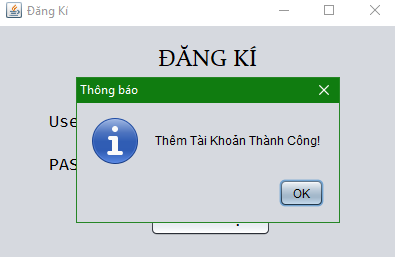 Đăng Kí
ĐĂNG KÍ
Thông báo
Use
Thêm Tài Khoản Thành Công!
PAS
OK